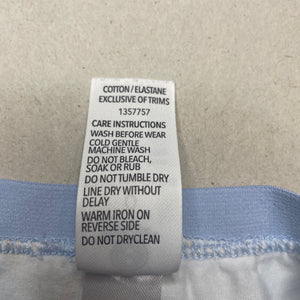 COTTON/ELASTANE
EXCLUSIVE OF TRIMS
1357757
CARE INSTRUCTIONS
WASH BEFORE WEAR
COLD GENTLE
MACHINE WASH
DO NOT BLEACH,
SOAK OR RUB
DO NOT TUMBLE DRY
LINE DRY WITHOUT
DELAY
WARM IRON ON
REVERSE SIDE
DO NOT DRYCLEAN